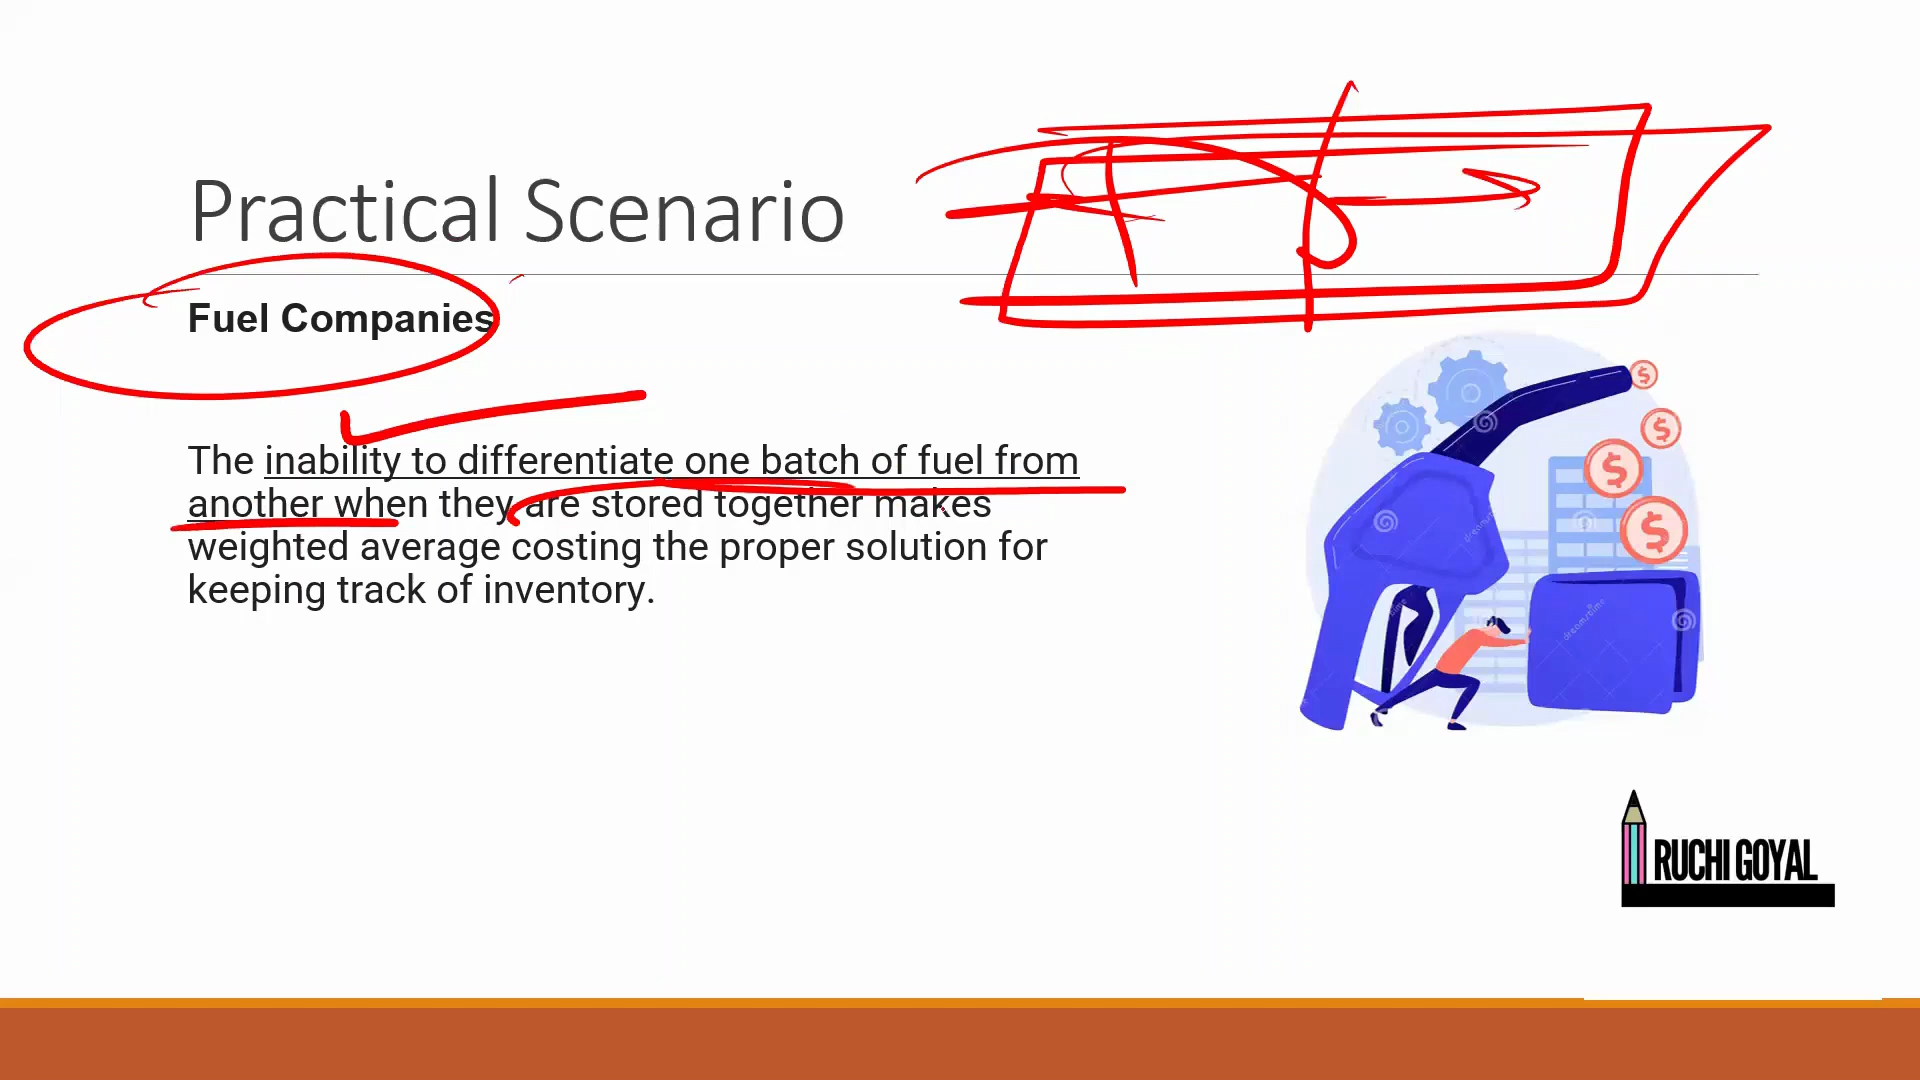 Practical Scenario
Fuel Companies
The inability to differentiate one batch of fuel from
another when they are stored together makes
weighted average costing the proper solution for
keeping track of inventory.
RUCHI GOYAL